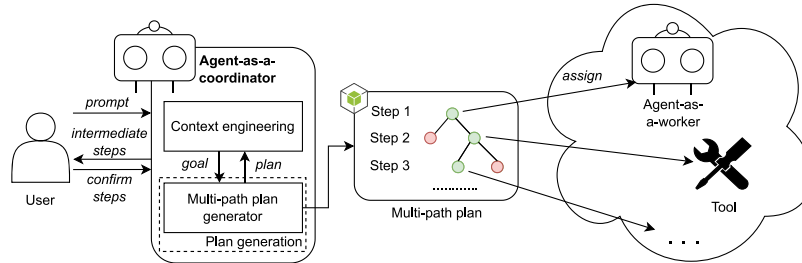 Agent-as-a-
coordinator
prompt
intermediate
steps
confirm
steps
User
Context engineering
goal
plan
Multi-path plan
generator
Plan generation
Step 1
Step 2
Step 3
............
Multi-path plan
assign
Agent-as-
a-worker
Tool
. . .